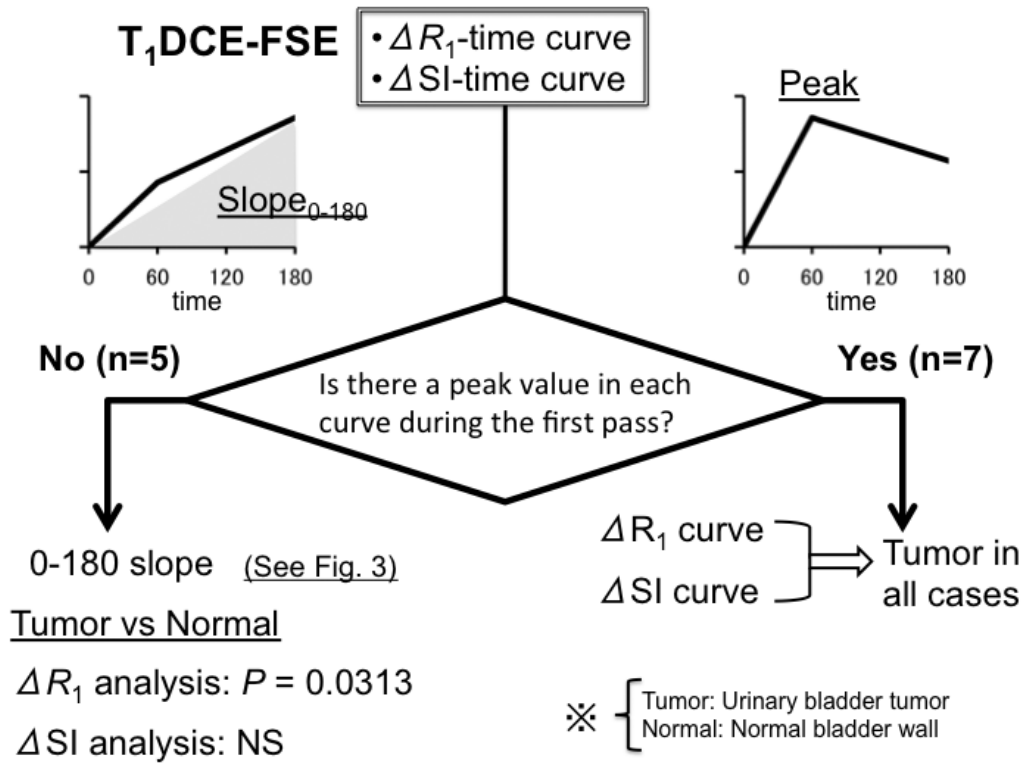 T₁DCE-FSE
• ΔR₁-time curve
• ΔSI-time curve
Slope₀₋₁₈₀
0 60 120 180
time
Peak
0 60 120 180
time
No (n=5)
Yes (n=7)
Is there a peak value in each
curve during the first pass?
0-180 slope (See Fig. 3)
Tumor vs Normal
ΔR₁ analysis: P = 0.0313
ΔSI analysis: NS
ΔR₁ curve
ΔSI curve
Tumor in
all cases
※
Tumor: Urinary bladder tumor
Normal: Normal bladder wall